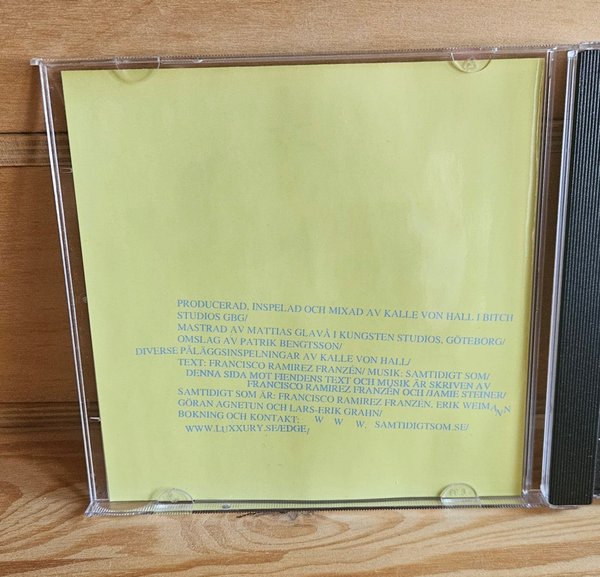 PRODUCERAD, INSPELAD OCH MIXAD AV KALLE VON HALL I BITCH
STUDIOS GBG/
MASTRAD AV MATTIAS GLAVÅ I KUNGSTEN STUDIOS, GÖTEBORG/
OMSLAG AV PATRIK BENGTSSON/
DIVERSE PÅLÄGGSINSPELNINGAR AV KALLE VON HALL/
TEXT: FRANCISCO RAMIREZ FRANZÉN/ MUSIK: SAMTIDIGT SOM/
DENNA SIDA MOT FIENDENS TEXT OCH MUSIK ÄR SKRIVEN AV
FRANCISCO RAMIREZ FRANZÉN OCH /JAMIE STEINER/
SAMTIDIGT SOM ÄR: FRANCISCO RAMIREZ FRANZÉN, ERIK WEIMANN
GÖRAN AGNETUN OCH LARS-ERIK GRAHN/
BOKNING OCH KONTAKT: W W W. SAMTIDIGTSOM.SE/
WWW.LUXXURY.SE/EDGE/